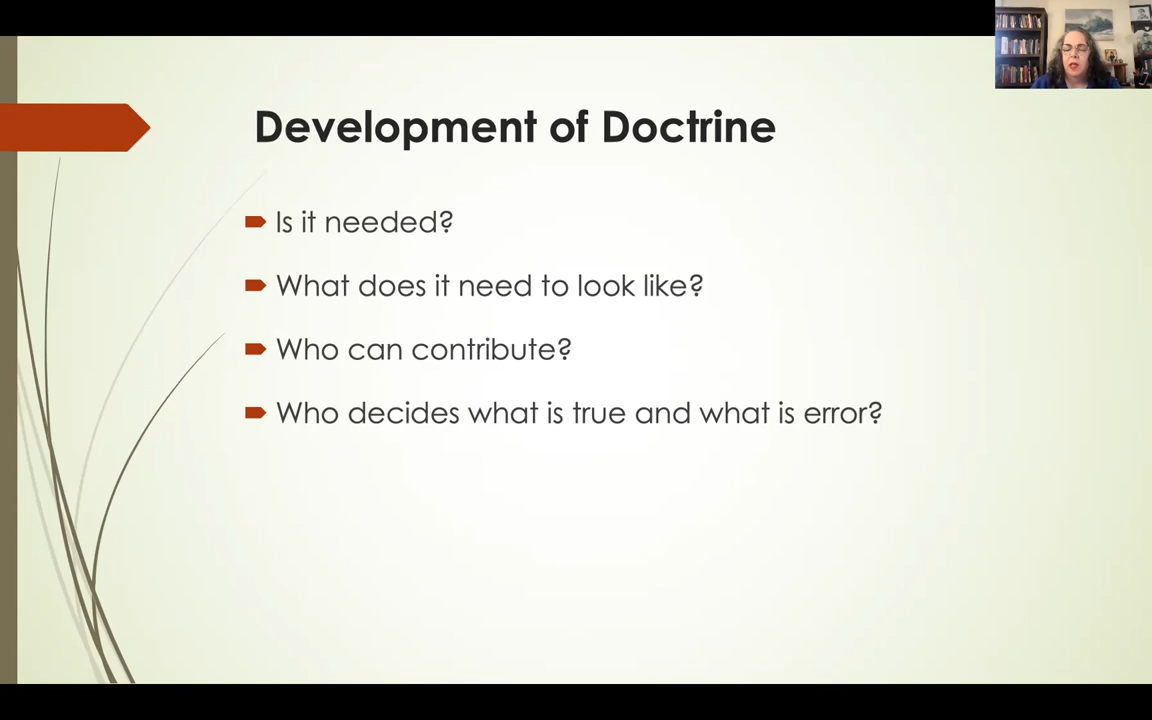 Development of Doctrine
Is it needed?
What does it need to look like?
Who can contribute?
Who decides what is true and what is error?